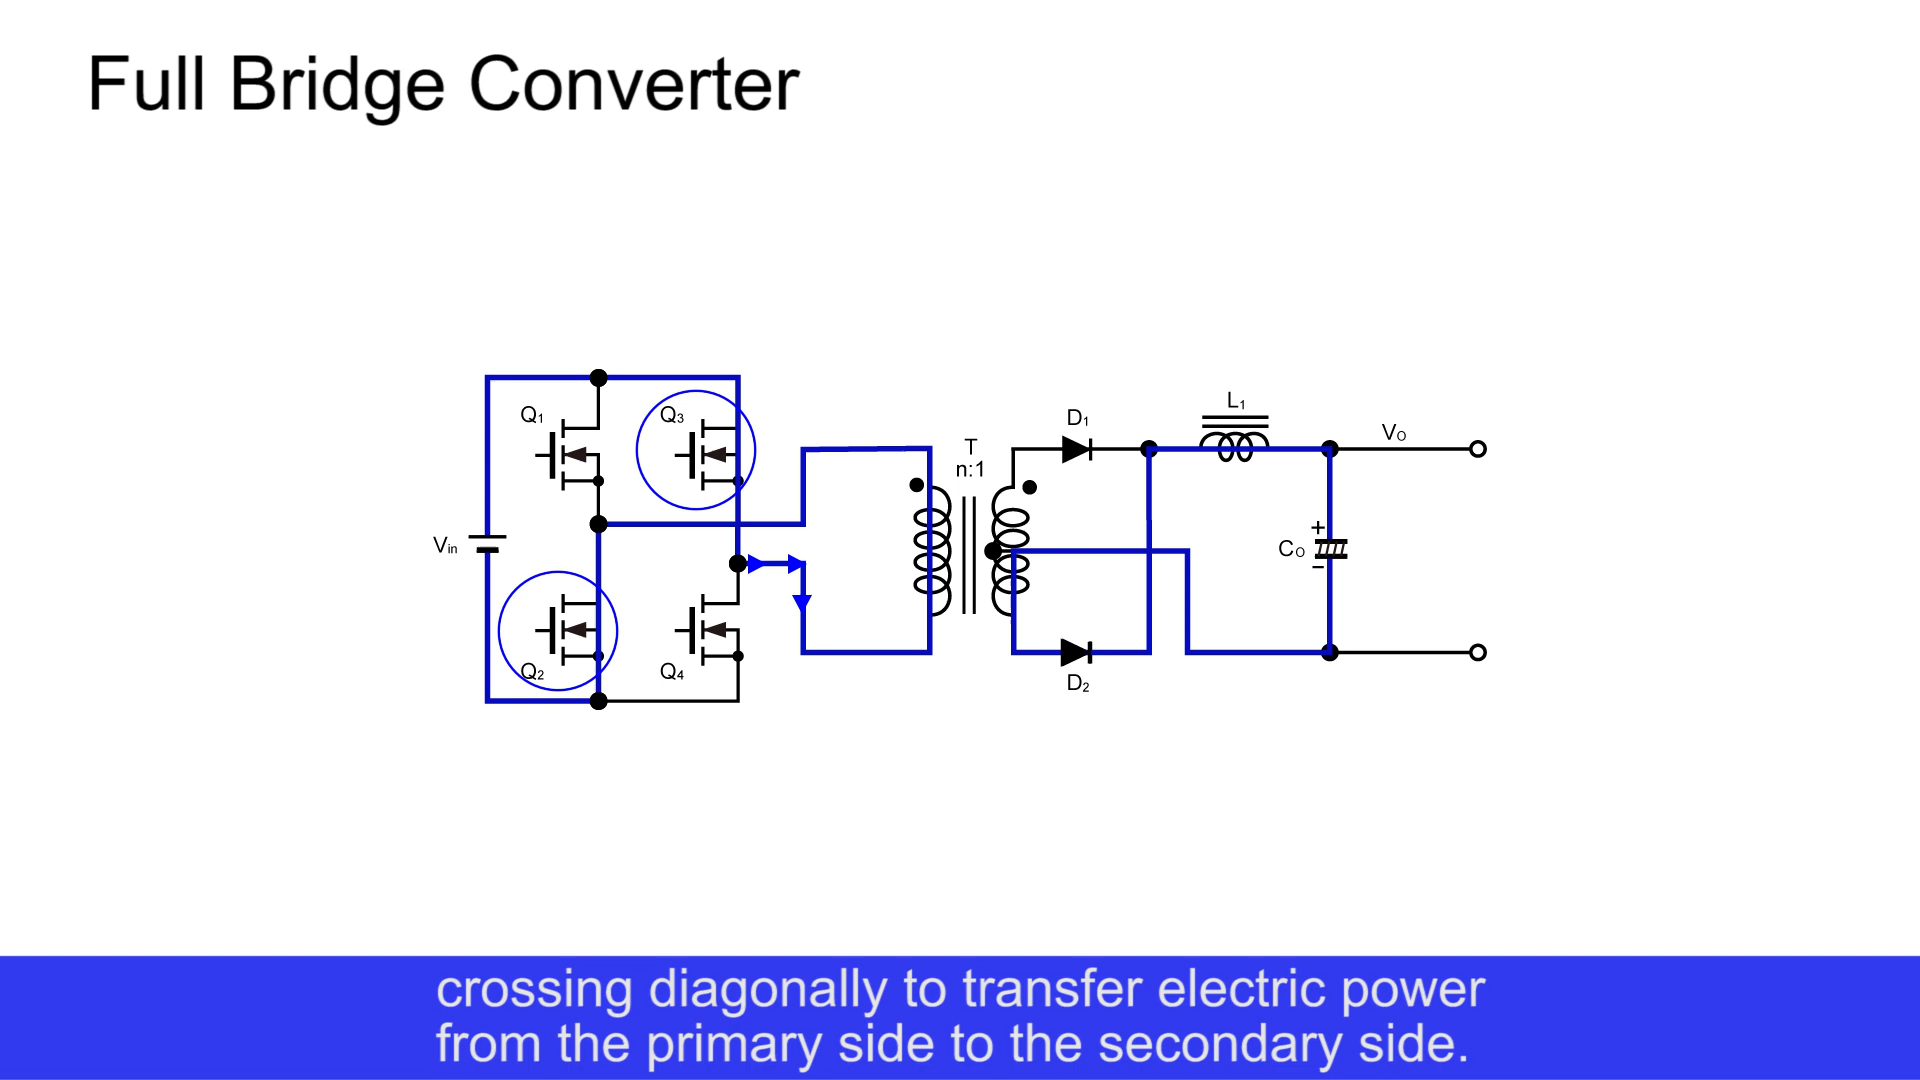 Full Bridge Converter
Q1
Q3
Vin
Q2
Q4
T
n:1
D1
D2
L1
VO
+
CO
−
crossing diagonally to transfer electric power
from the primary side to the secondary side.